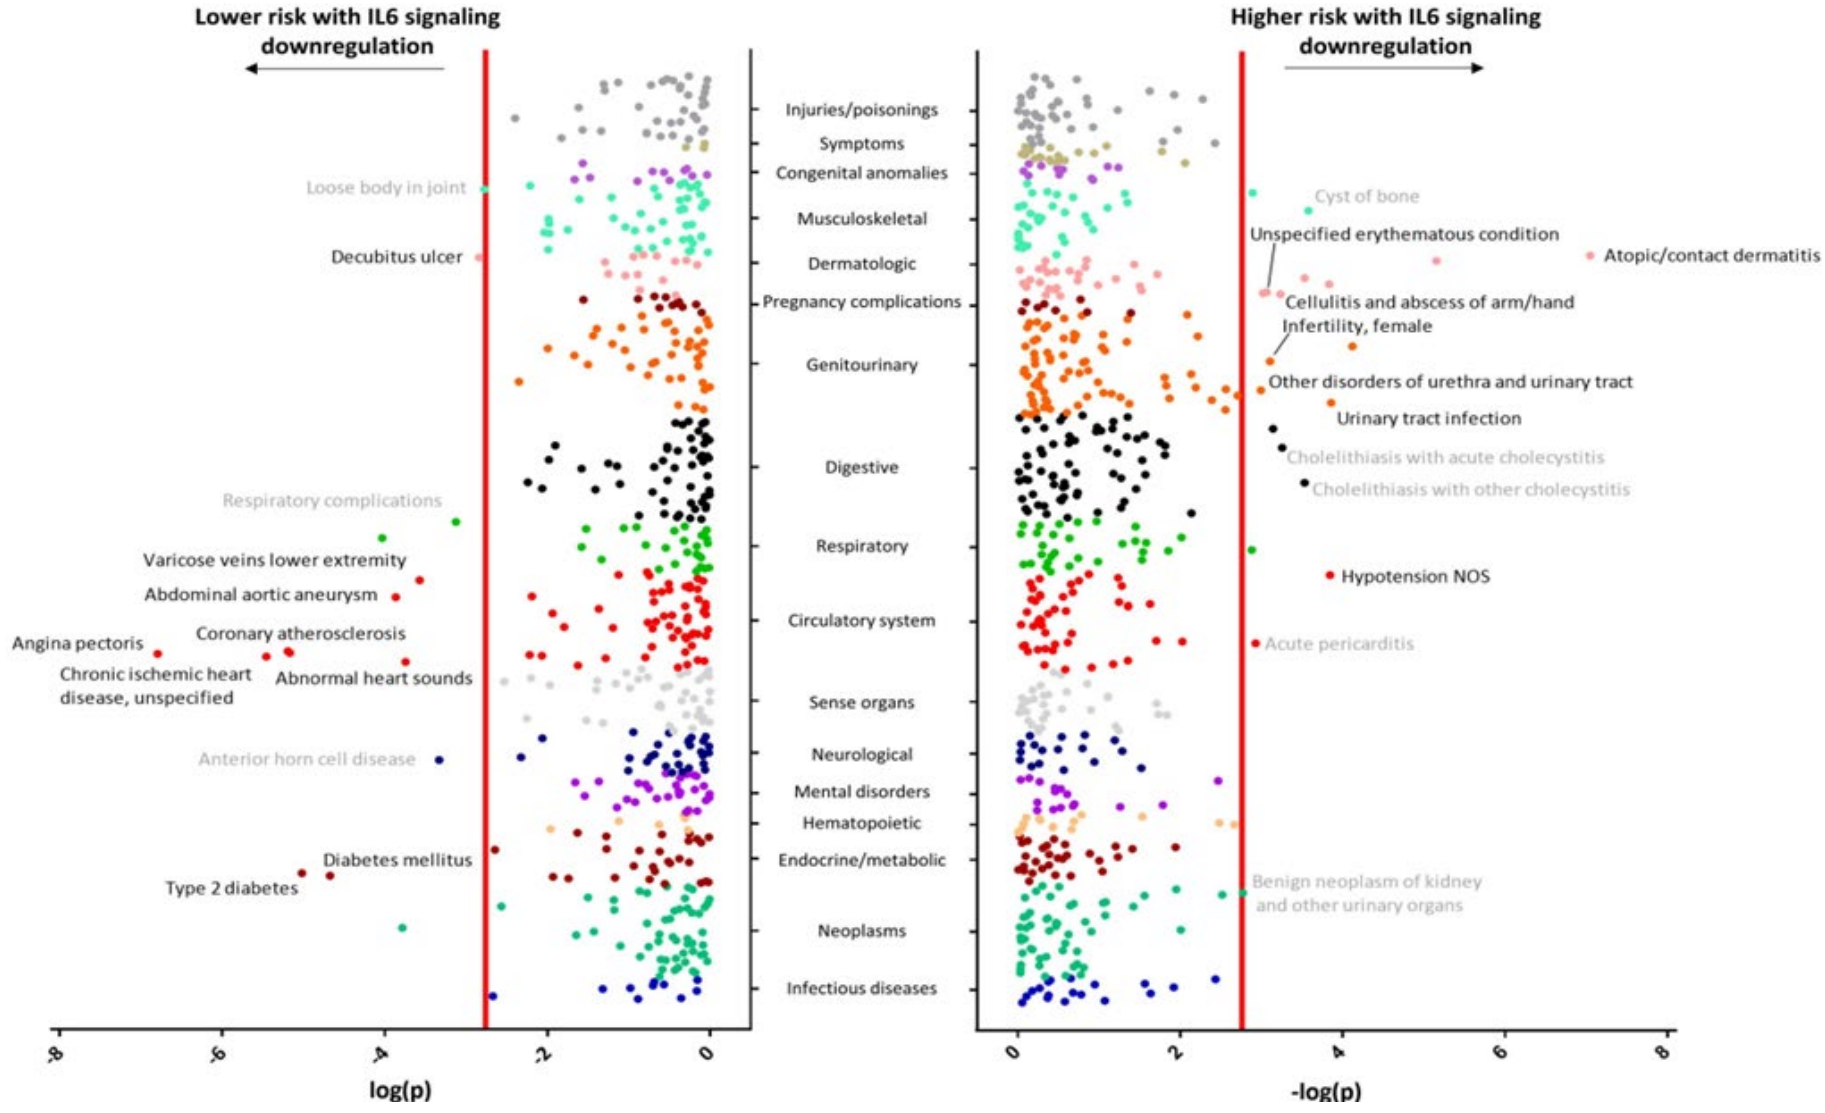 Lower risk with IL6 signaling
downregulation
Higher risk with IL6 signaling
downregulation
Injuries/poisonings
Symptoms
Congenital anomalies
Musculoskeletal
Dermatologic
Pregnancy complications
Genitourinary
Digestive
Respiratory
Circulatory system
Sense organs
Neurological
Mental disorders
Hematopoietic
Endocrine/metabolic
Neoplasms
Infectious diseases
Loose body in joint
Decubitus ulcer
Respiratory complications
Varicose veins lower extremity
Abdominal aortic aneurysm
Coronary atherosclerosis
Angina pectoris
Chronic ischemic heart
disease, unspecified
Abnormal heart sounds
Anterior horn cell disease
Diabetes mellitus
Type 2 diabetes
Cyst of bone
Unspecified erythematous condition
Atopic/contact dermatitis
Cellulitis and abscess of arm/hand
Infertility, female
Other disorders of urethra and urinary tract
Urinary tract infection
Cholelithiasis with acute cholecystitis
Cholelithiasis with other cholecystitis
Hypotension NOS
Acute pericarditis
Benign neoplasm of kidney
and other urinary organs
-8 -6 -4 -2 0
log(p)
0 2 4 6 8
-log(p)